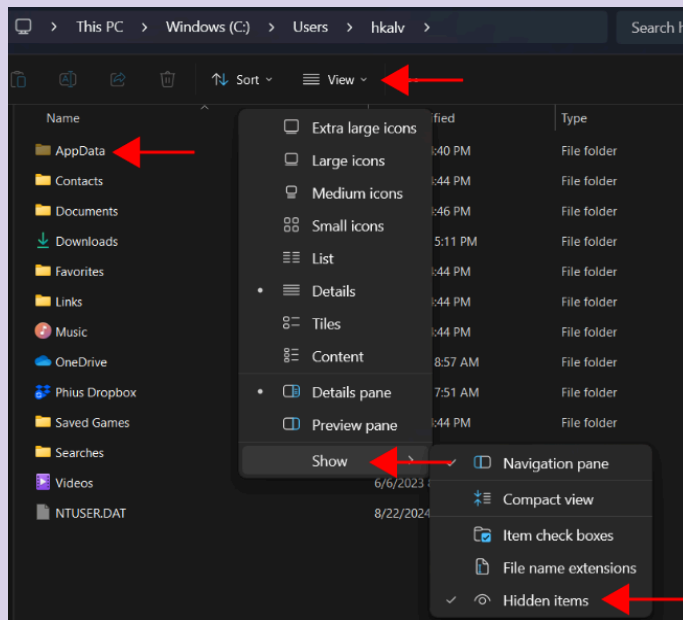 This PC > Windows (C:) > Users > hkalv > Search
Sort View
Name Type
AppData 40 PM File folder
Contacts 44 PM File folder
Documents 46 PM File folder
Downloads 5:11 PM File folder
Favorites 44 PM File folder
Links 44 PM File folder
Music 44 PM File folder
OneDrive 8:57 AM File folder
Phius Dropbox 7:51 AM File folder
Saved Games 44 PM File folder
Searches
Videos 6/6/2023
NTUSER.DAT 8/22/2024
Extra large icons
Large icons
Medium icons
Small icons
List
Details
Tiles
Content
Details pane
Preview pane
Show >
Navigation pane
Compact view
Item check boxes
File name extensions
Hidden items